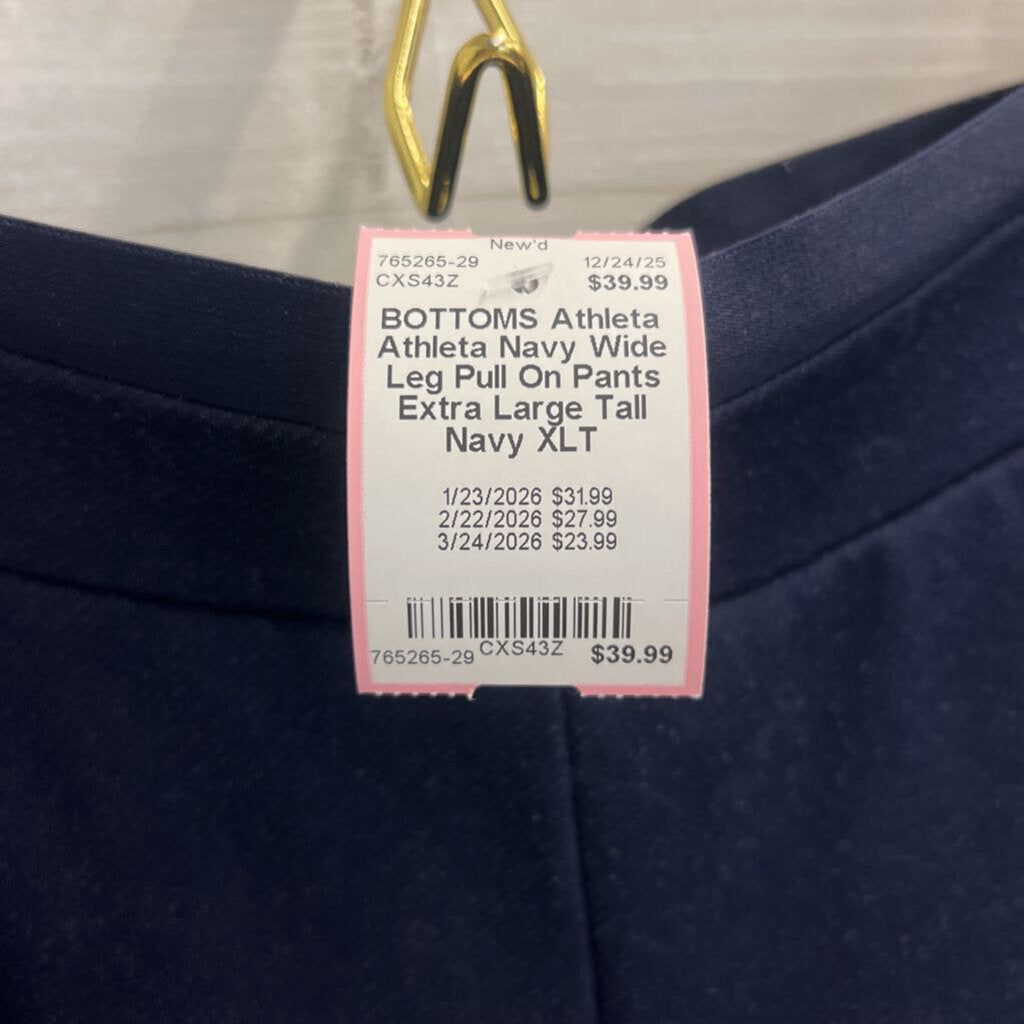 New'd
765265-29 12/24/25
CXS43Z $39.99
BOTTOMS Athleta
Athleta Navy Wide
Leg Pull On Pants
Extra Large Tall
Navy XLT
1/23/2026 $31.99
2/22/2026 $27.99
3/24/2026 $23.99
765265-29 CXS43Z $39.99